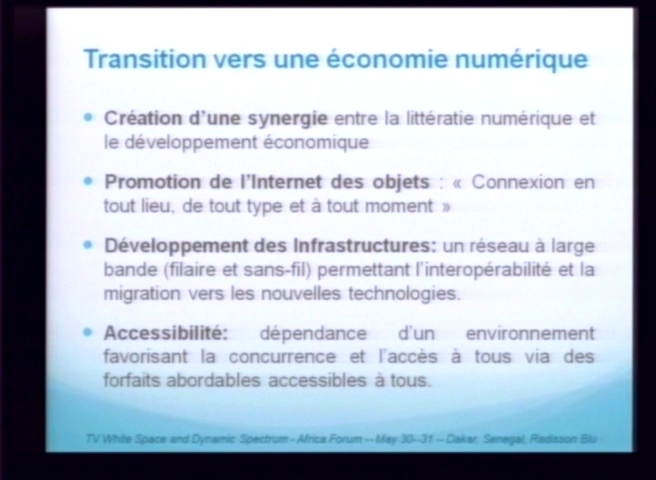 Transition vers une économie numérique
• Création d'une synergie entre la littératie numérique et
le développement économique
• Promotion de l'Internet des objets : « Connexion en
tout lieu, de tout type et à tout moment »
• Développement des Infrastructures: un réseau à large
bande (filaire et sans-fil) permettant l'interopérabilité et la
migration vers les nouvelles technologies.
• Accessibilité: dépendance d'un environnement
favorisant la concurrence et l'accès à tous via des
forfaits abordables accessibles à tous.
TV White Space and Dynamic Spectrum - Africa Forum -- May 30--31 -- Dakar, Senegal, Radisson Blu